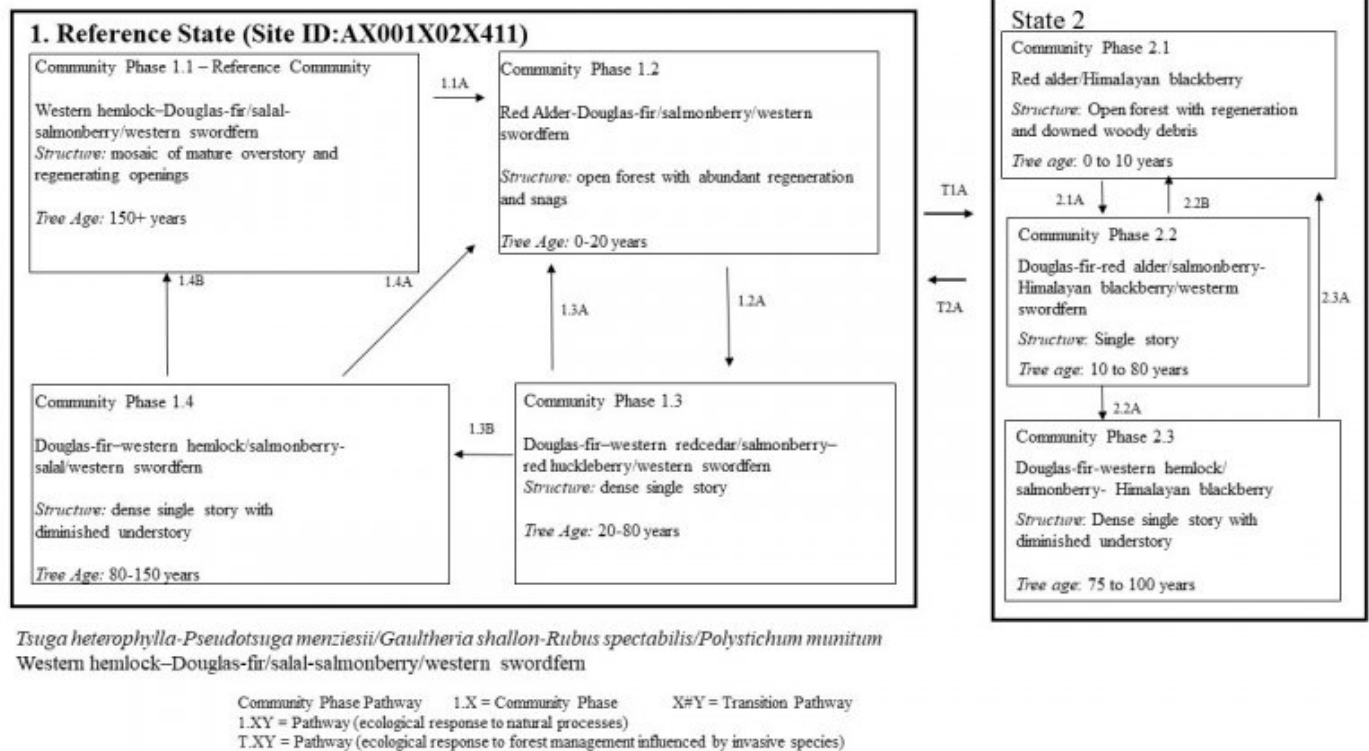 1. Reference State (Site ID:AX001X02X411)
Community Phase 1.1 – Reference Community
Western hemlock–Douglas-fir/salal-
salmonberry/western swordfern
Structure: mosaic of mature overstory and
regenerating openings
Tree Age: 150+ years
1.1A
Community Phase 1.2
Red Alder-Douglas-fir/salmonberry/western
swordfern
Structure: open forest with abundant regeneration
and snags
Tree Age: 0-20 years
1.4B
1.4A
1.3A
1.2A
Community Phase 1.4
Douglas-fir–western hemlock/salmonberry-
salal/western swordfern
Structure: dense single story with
diminished understory
Tree Age: 80-150 years
1.3B
Community Phase 1.3
Douglas-fir–western redcedar/salmonberry–
red huckleberry/western swordfern
Structure: dense single story
Tree Age: 20-80 years
T1A
T2A
State 2
Community Phase 2.1
Red alder/Himalayan blackberry
Structure: Open forest with regeneration
and downed woody debris
Tree age: 0 to 10 years
2.1A
2.2B
Community Phase 2.2
Douglas-fir-red alder/salmonberry-
Himalayan blackberry/westerm
swordfern
Structure: Single story
Tree age: 10 to 80 years
2.3A
2.2A
Community Phase 2.3
Douglas-fir-western hemlock/
salmonberry- Himalayan blackberry
Structure: Dense single story with
diminished understory
Tree age: 75 to 100 years
Tsuga heterophylla-Pseudotsuga menziesii/Gaultheria shallon-Rubus spectabilis/Polystichum munitum
Western hemlock–Douglas-fir/salal-salmonberry/western swordfern
Community Phase Pathway 1.X = Community Phase X#Y = Transition Pathway
1.XY = Pathway (ecological response to natural processes)
T.XY = Pathway (ecological response to forest management influenced by invasive species)